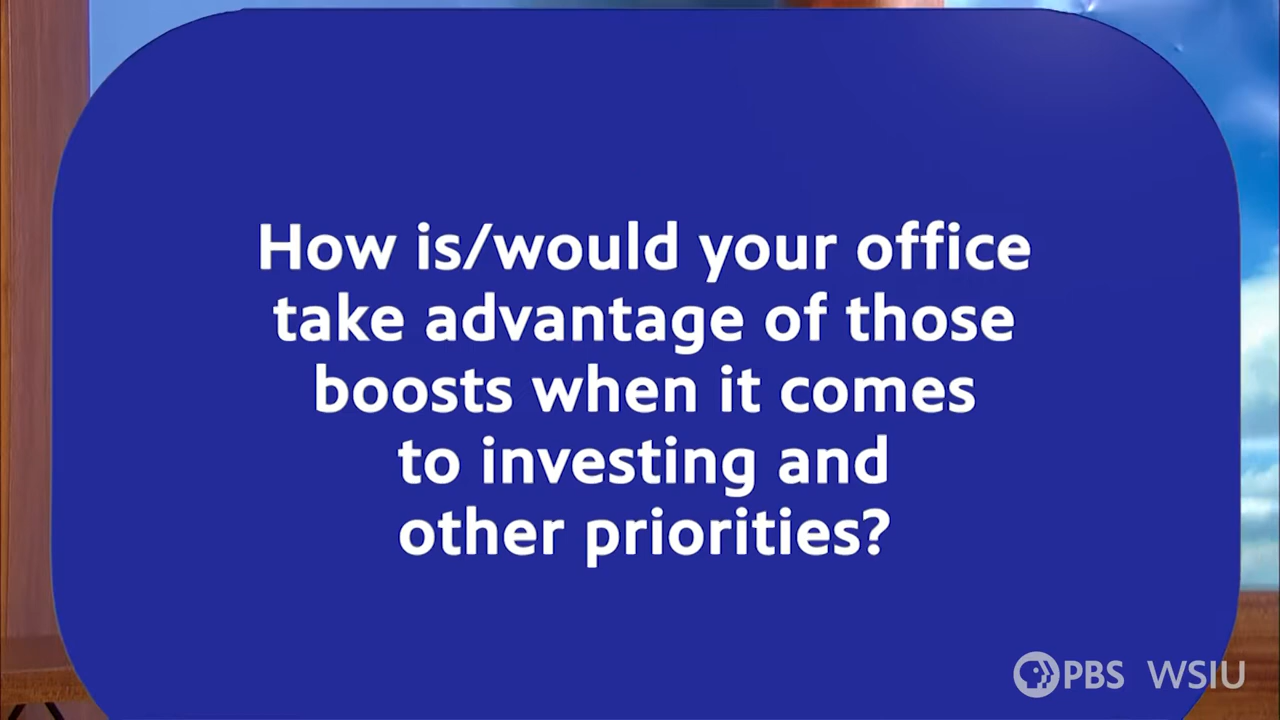 How is/would your office
take advantage of those
boosts when it comes
to investing and
other priorities?
PBS WSIU